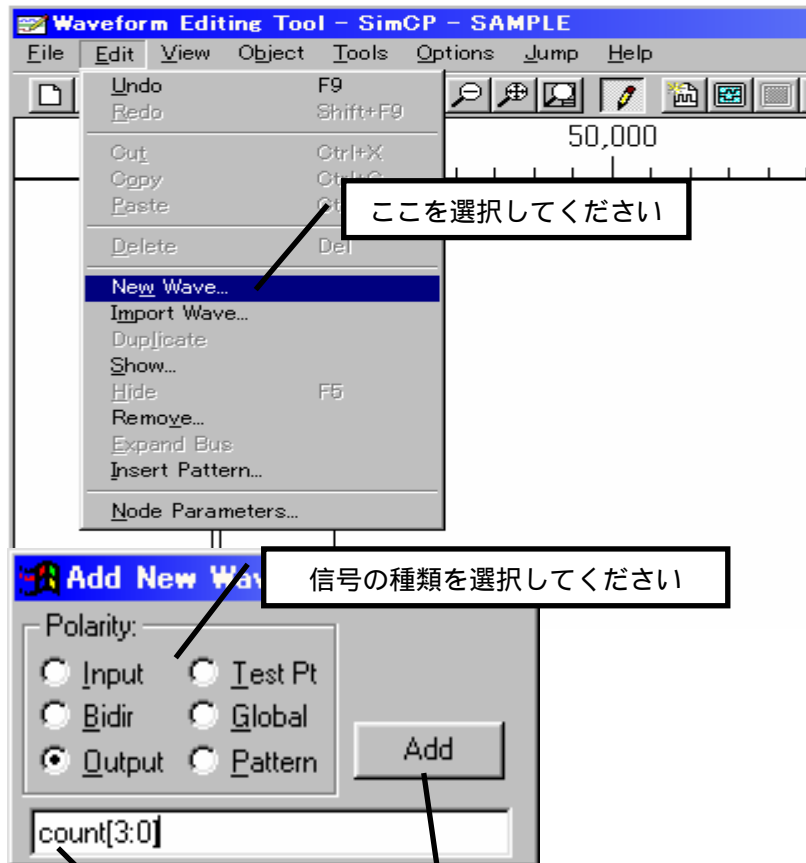 Waveform Editing Tool - SimCP - SAMPLE
File Edit View Object Tools Options Jump Help
50,000
Undo F9
Redo Shift+F9
Cut Ctrl+X
Copy
Paste
ここを選択してください
Delete Del
New Wave...
Import Wave...
Duplicate
Show...
Hide F5
Remove...
Expand Bus
Insert Pattern...
Node Parameters...
Add New
信号の種類を選択してください
Polarity:
Input Test Pt
Bidir Global
Output Pattern
Add
count[3:0]